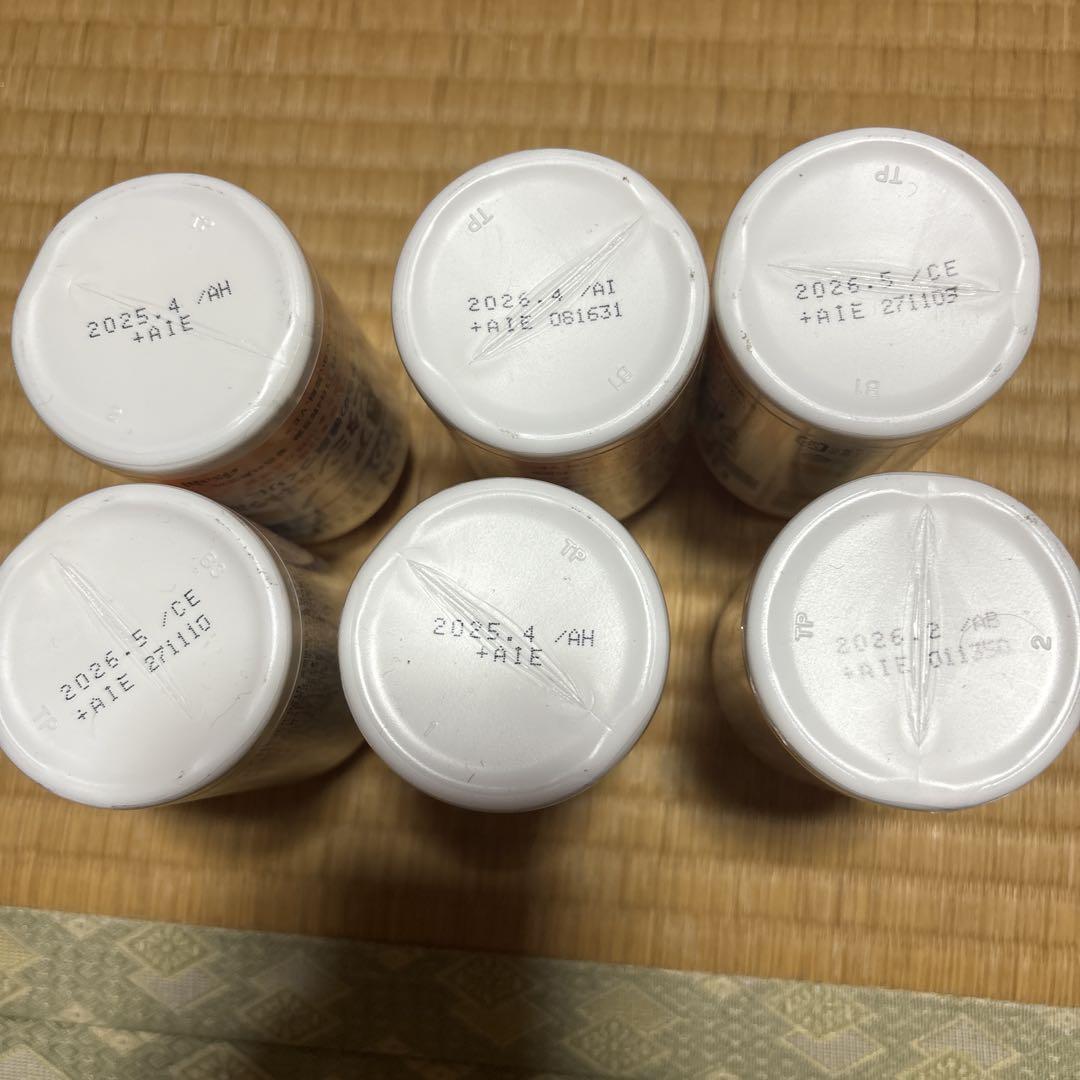 TP
2025.4 /AH
+AIE
TP
2026.4 /AI
+AIE 081631
B1
TP
2026.5 /CE
+AIE 271103
B1
2026.5 /CE
+AIE 271110
TP
TP
2025.4 /AH
+AIE
1
TP
2026.2 /AB
+AIE 011350
2